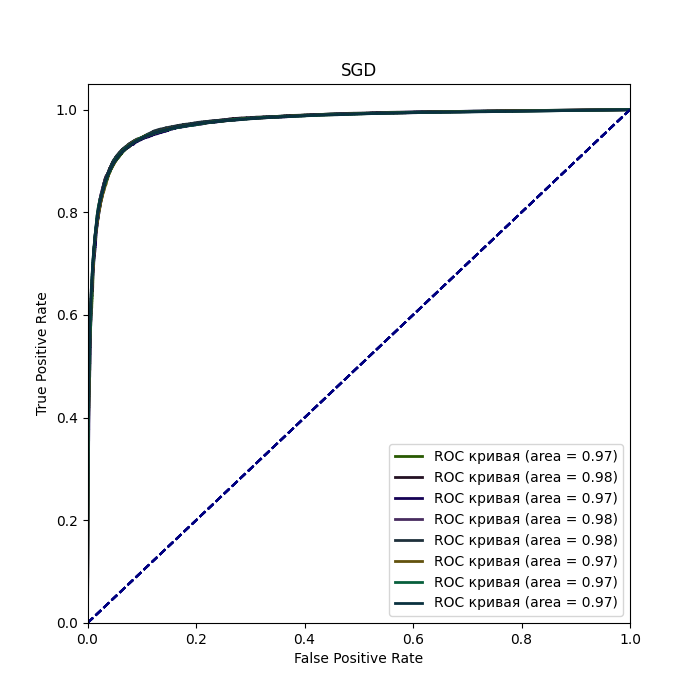 SGD
1.0
0.8
0.6
0.4
0.2
0.0
True Positive Rate
ROC кривая (area = 0.97)
ROC кривая (area = 0.98)
ROC кривая (area = 0.97)
ROC кривая (area = 0.98)
ROC кривая (area = 0.98)
ROC кривая (area = 0.97)
ROC кривая (area = 0.97)
ROC кривая (area = 0.97)
0.0 0.2 0.4 0.6 0.8 1.0
False Positive Rate